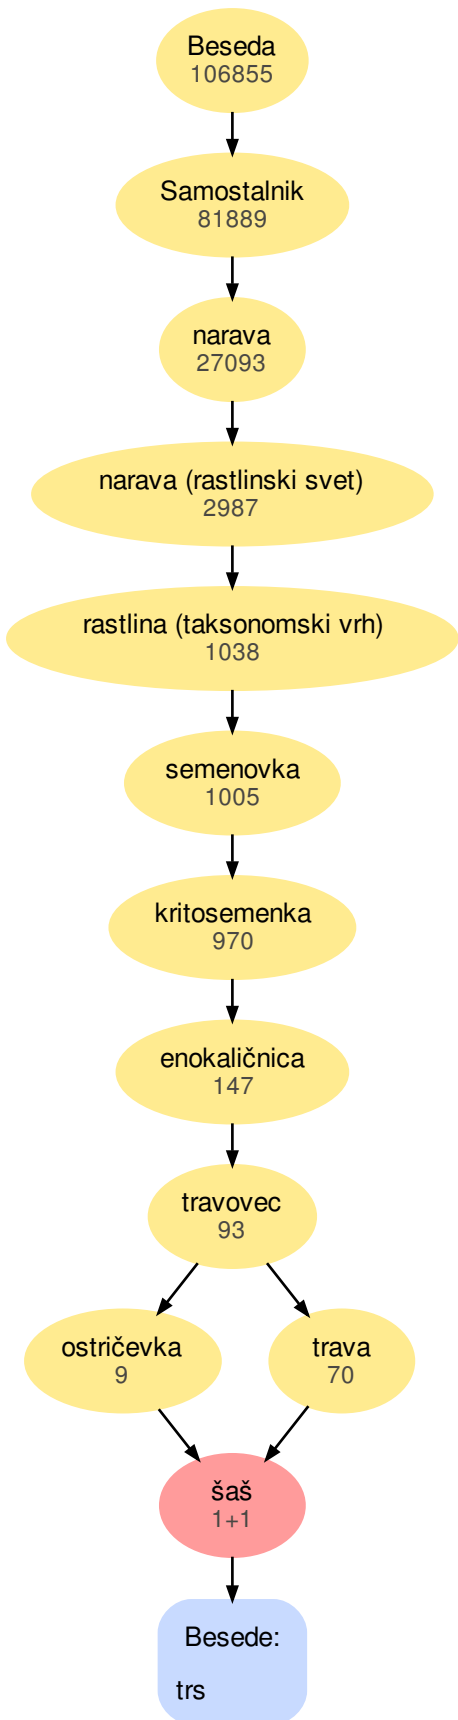 Beseda
106855
Samostalnik
81889
narava
27093
narava (rastlinski svet)
2987
rastlina (taksonomski vrh)
1038
semenovka
1005
kritosemenka
970
enokaličnica
147
travovec
93
ostričevka
9
trava
70
šaš
1+1
Besede:
trs